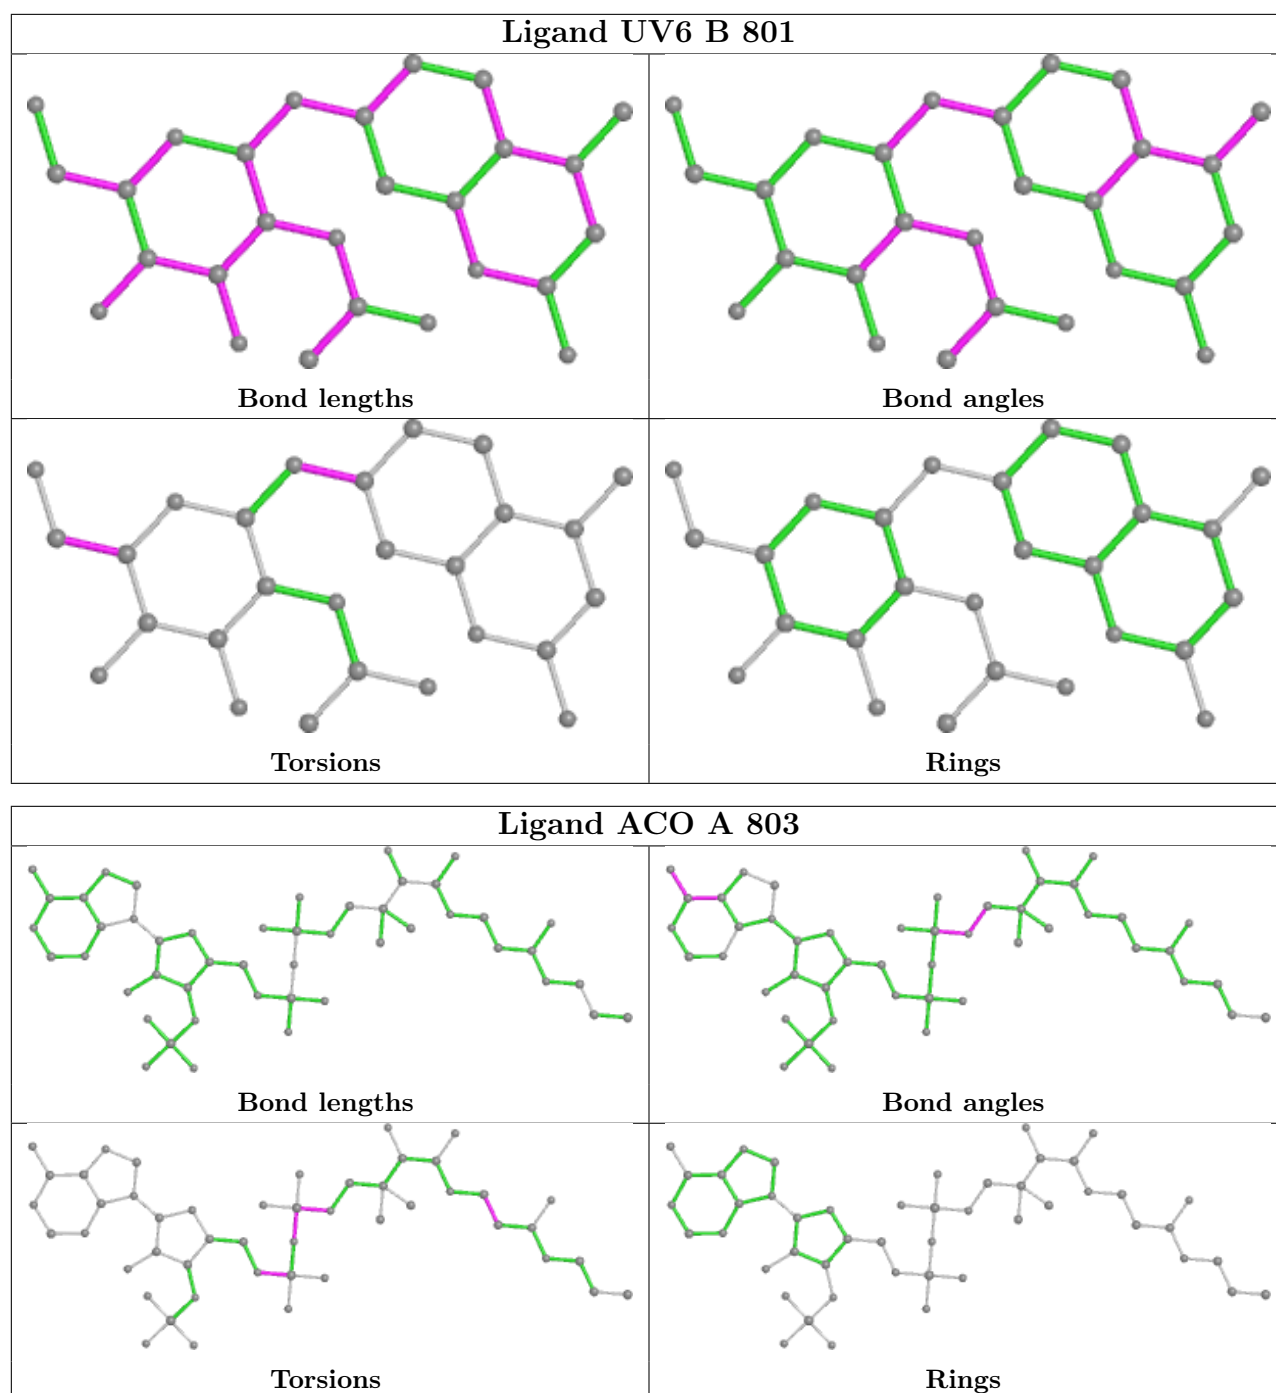 Ligand UV6 B 801
Bond lengths
Bond angles
Torsions
Rings
Ligand ACO A 803
Bond lengths
Bond angles
Torsions
Rings